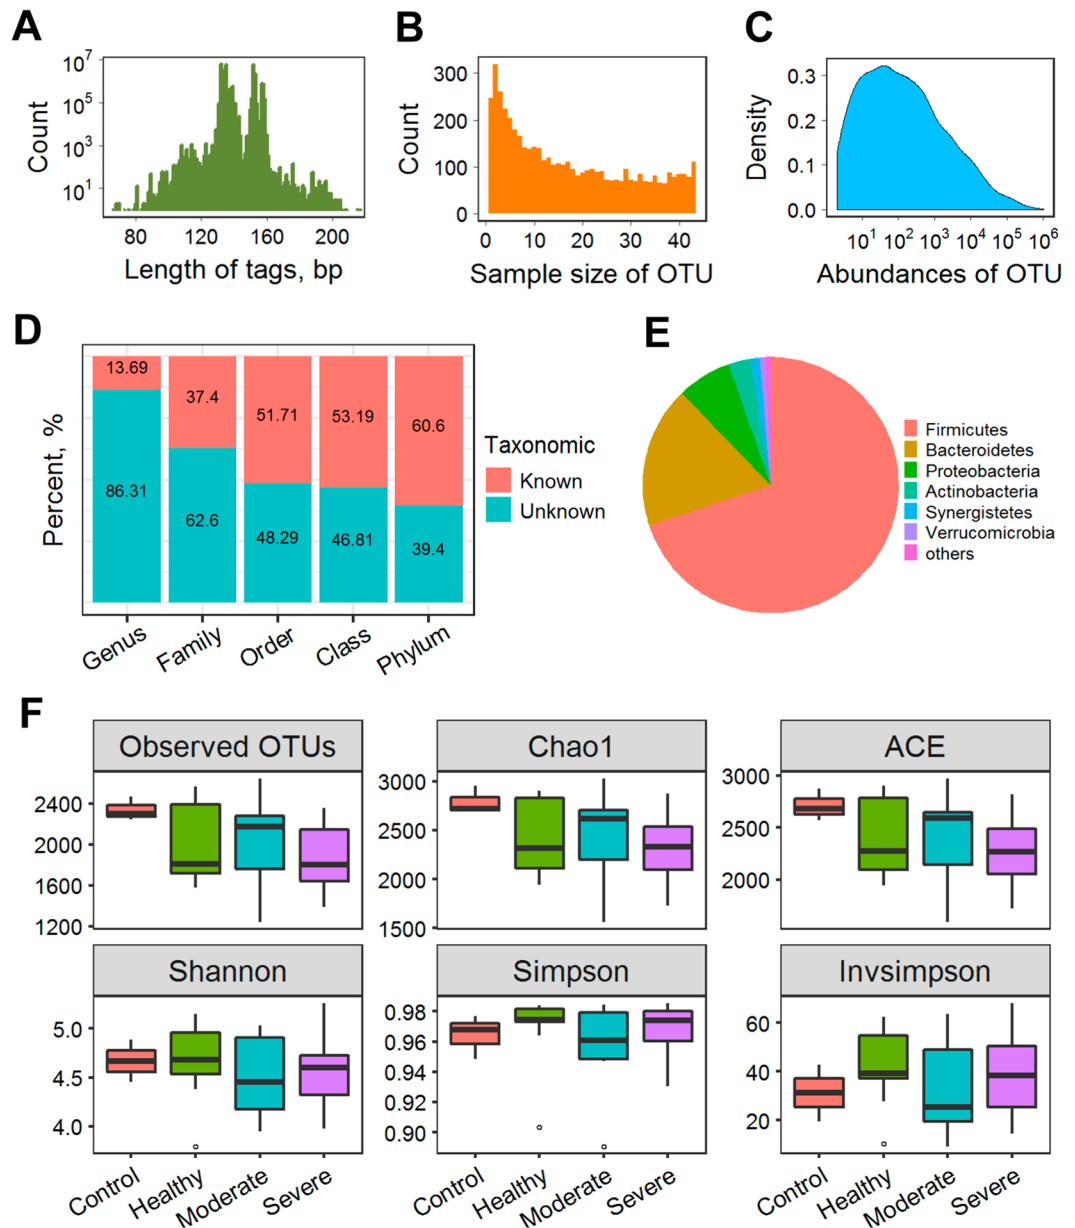 A
Count
10^7
10^5
10^3
10^1
80 120 160 200
Length of tags, bp
B
Count
300
200
100
0
0 10 20 30 40
Sample size of OTU
C
Density
0.3
0.2
0.1
0.0
10^1 10^2 10^3 10^4 10^5 10^6
Abundances of OTU
D
Percent, %
13.69 37.4 51.71 53.19 60.6
86.31 62.6 48.29 46.81 39.4
Genus Family Order Class Phylum
Taxonomic
Known
Unknown
E
Firmicutes
Bacteroidetes
Proteobacteria
Actinobacteria
Synergistetes
Verrucomicrobia
others
F
Observed OTUs
2400
2000
1600
1200
Chao1
3000
2500
2000
1500
ACE
3000
2500
2000
Shannon
5.0
4.5
4.0
Control Healthy Moderate Severe
Simpson
0.98
0.96
0.94
0.92
0.90
Control Healthy Moderate Severe
Invsimpson
60
40
20
Control Healthy Moderate Severe